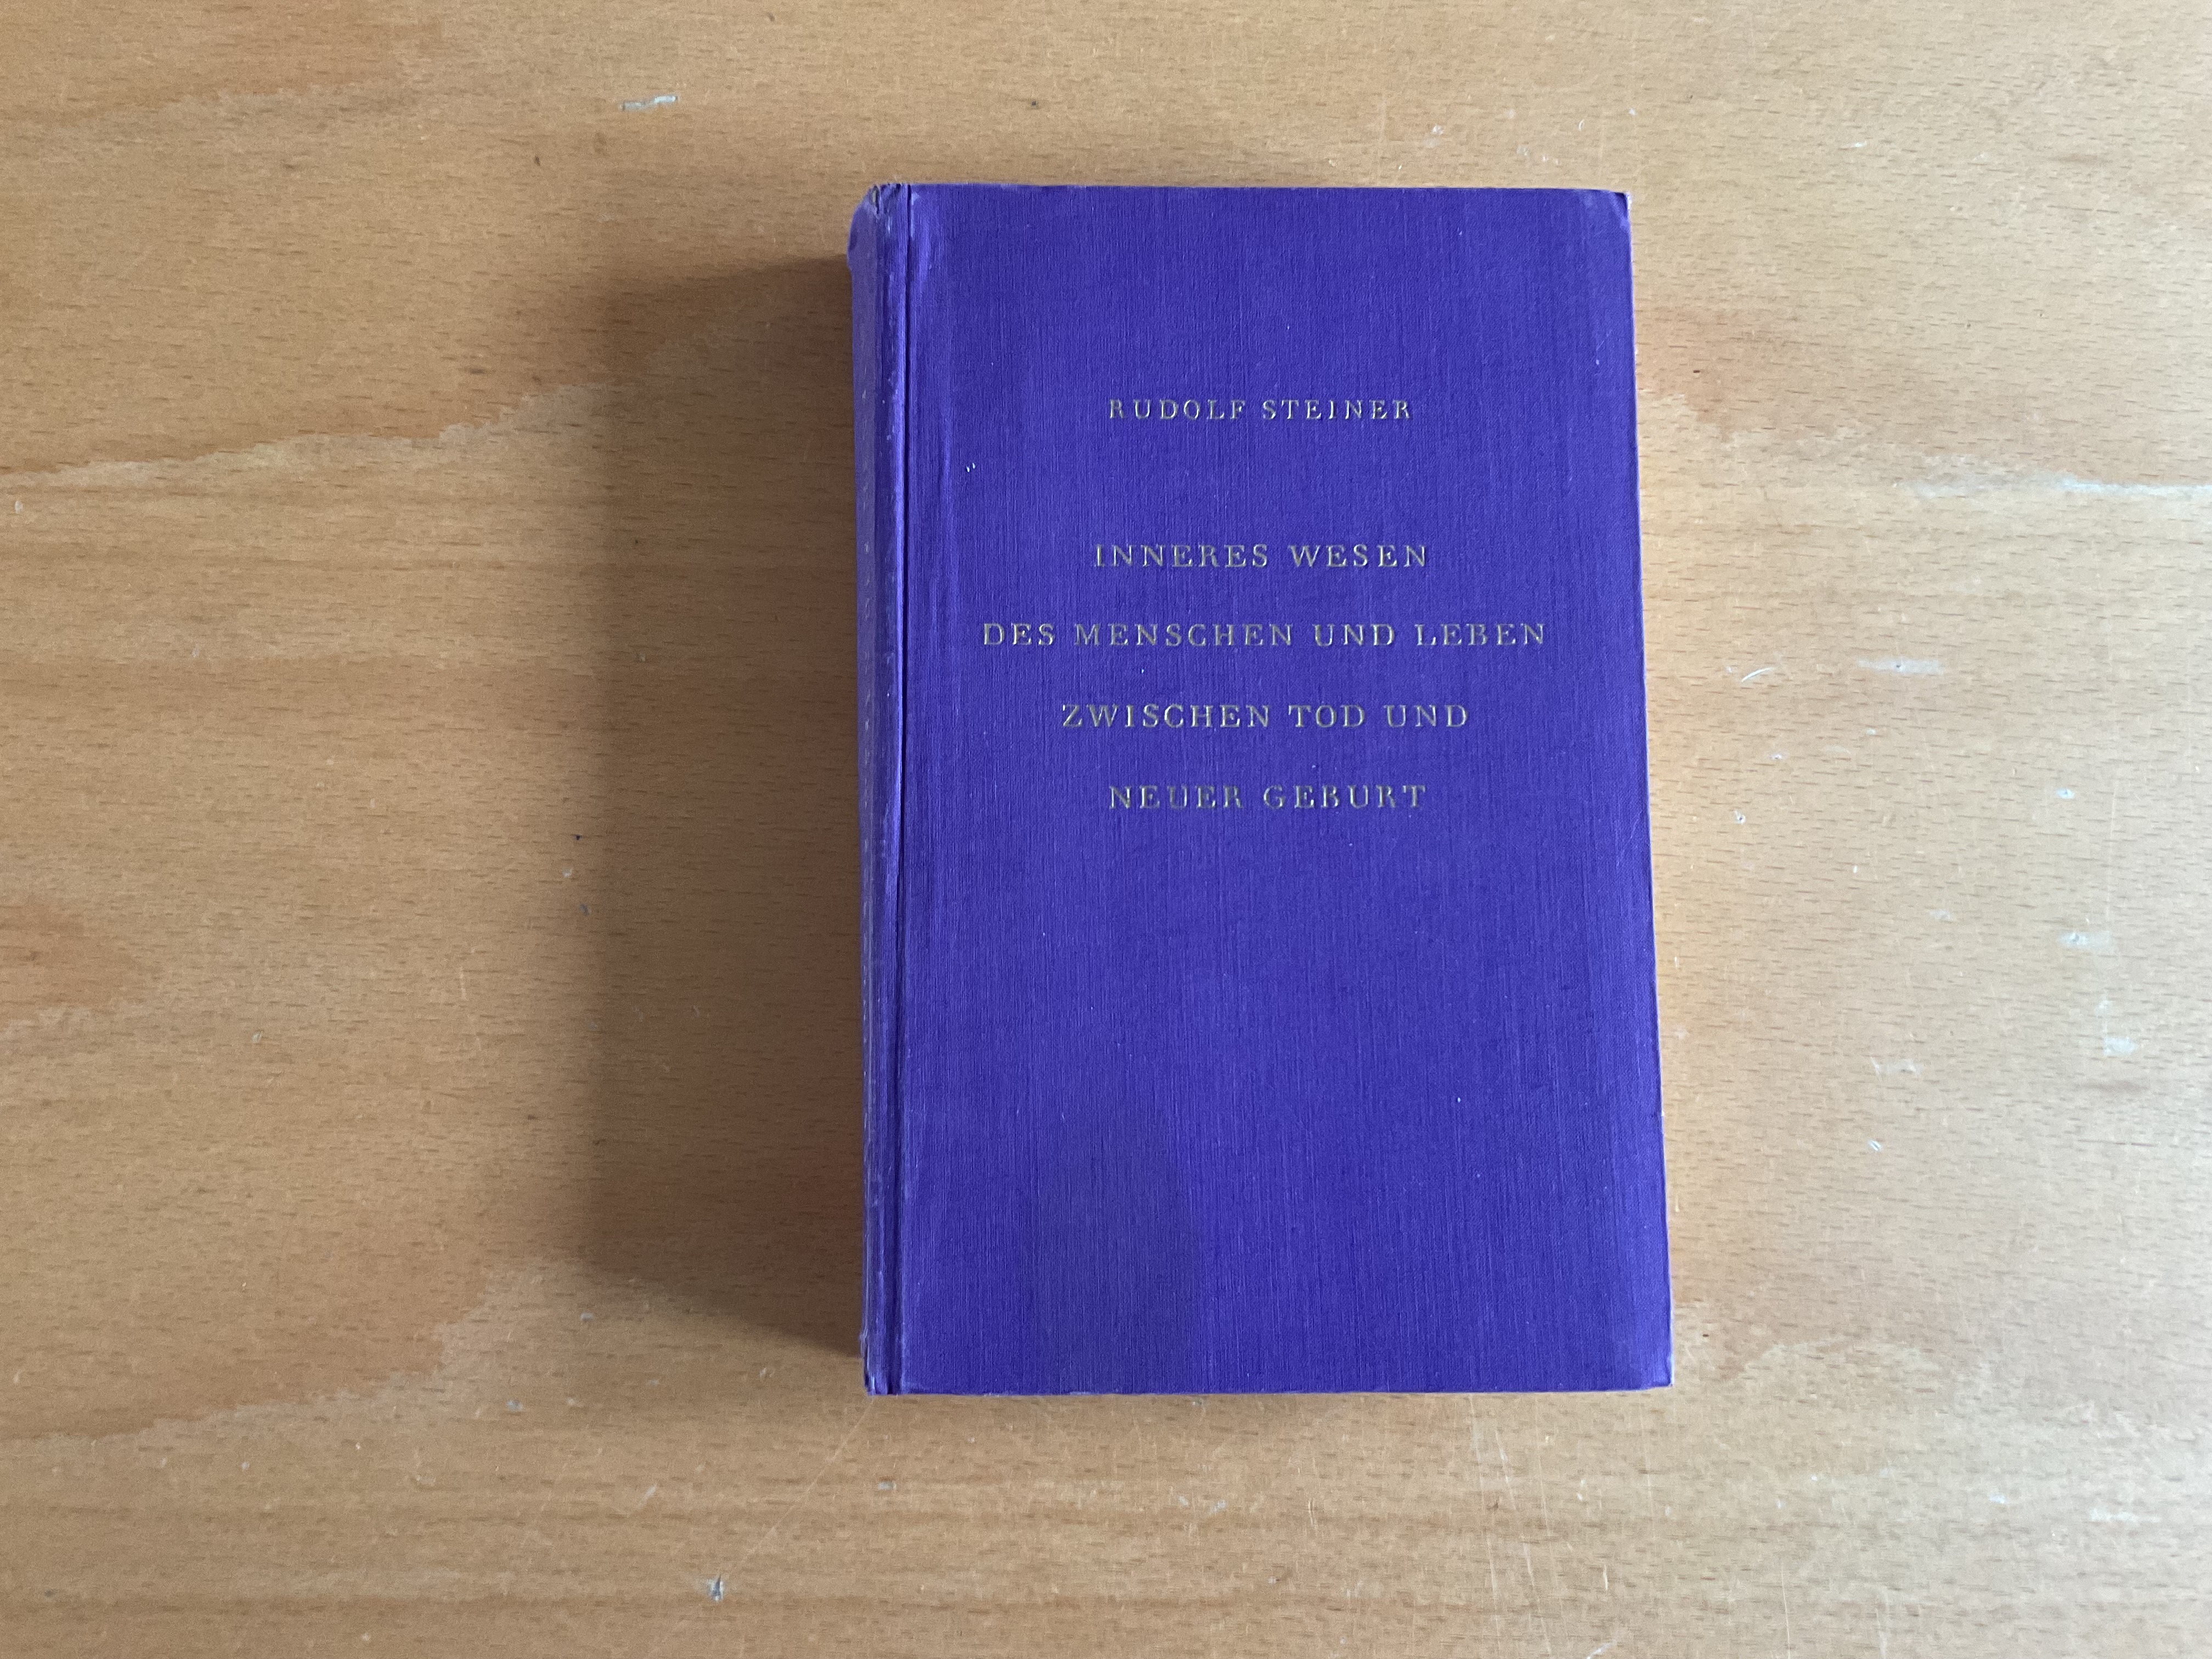 RUDOLF STEINER
INNERES WESEN
DES MENSCHEN UND LEBEN
ZWISCHEN TOD UND
NEUER GEBURT